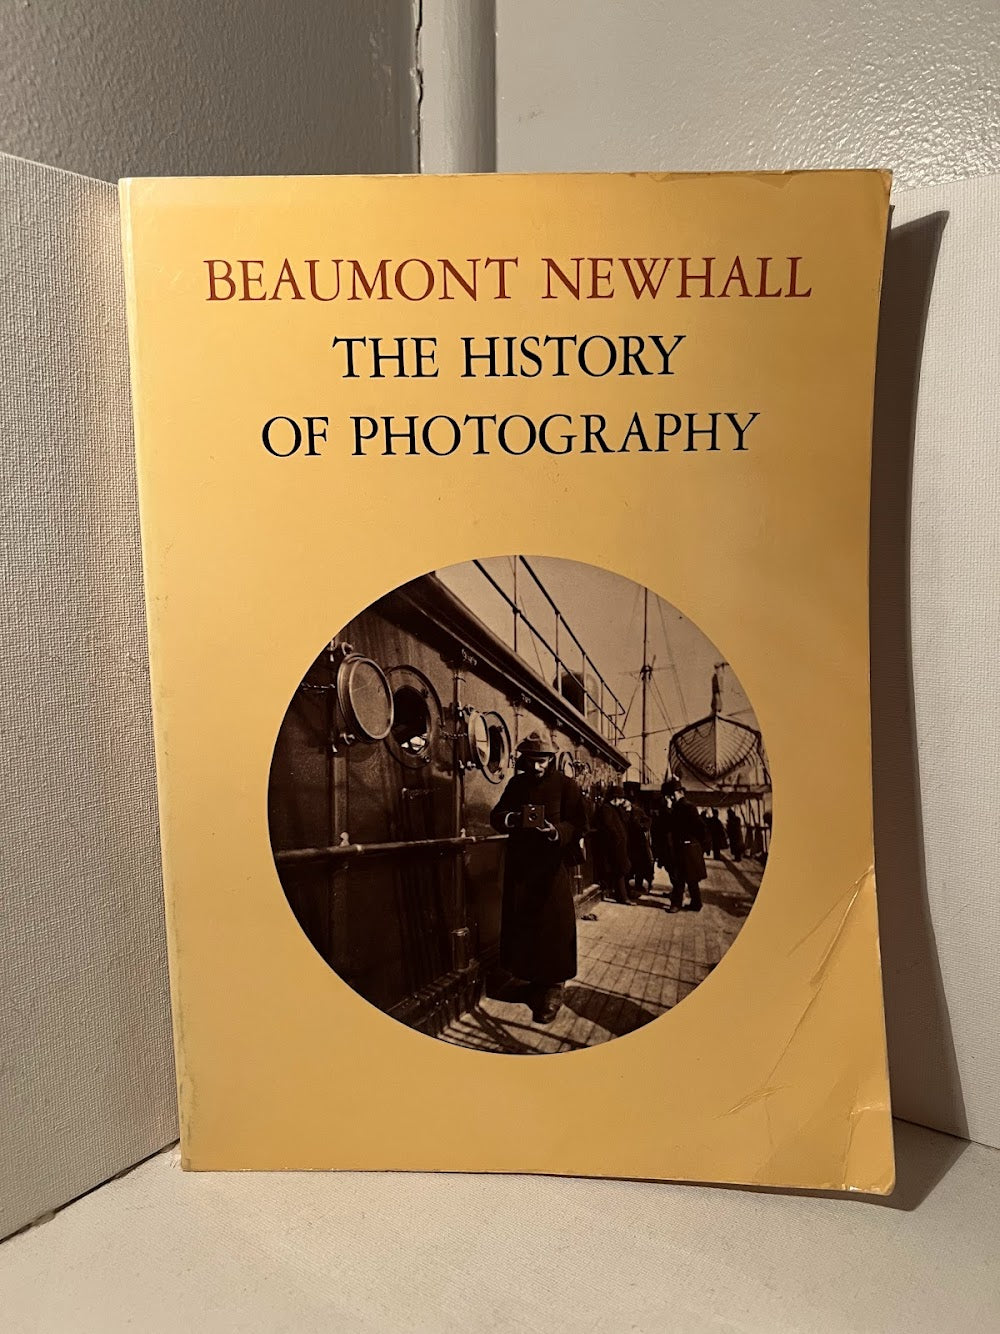 BEAUMONT NEWHALL
THE HISTORY
OF PHOTOGRAPHY